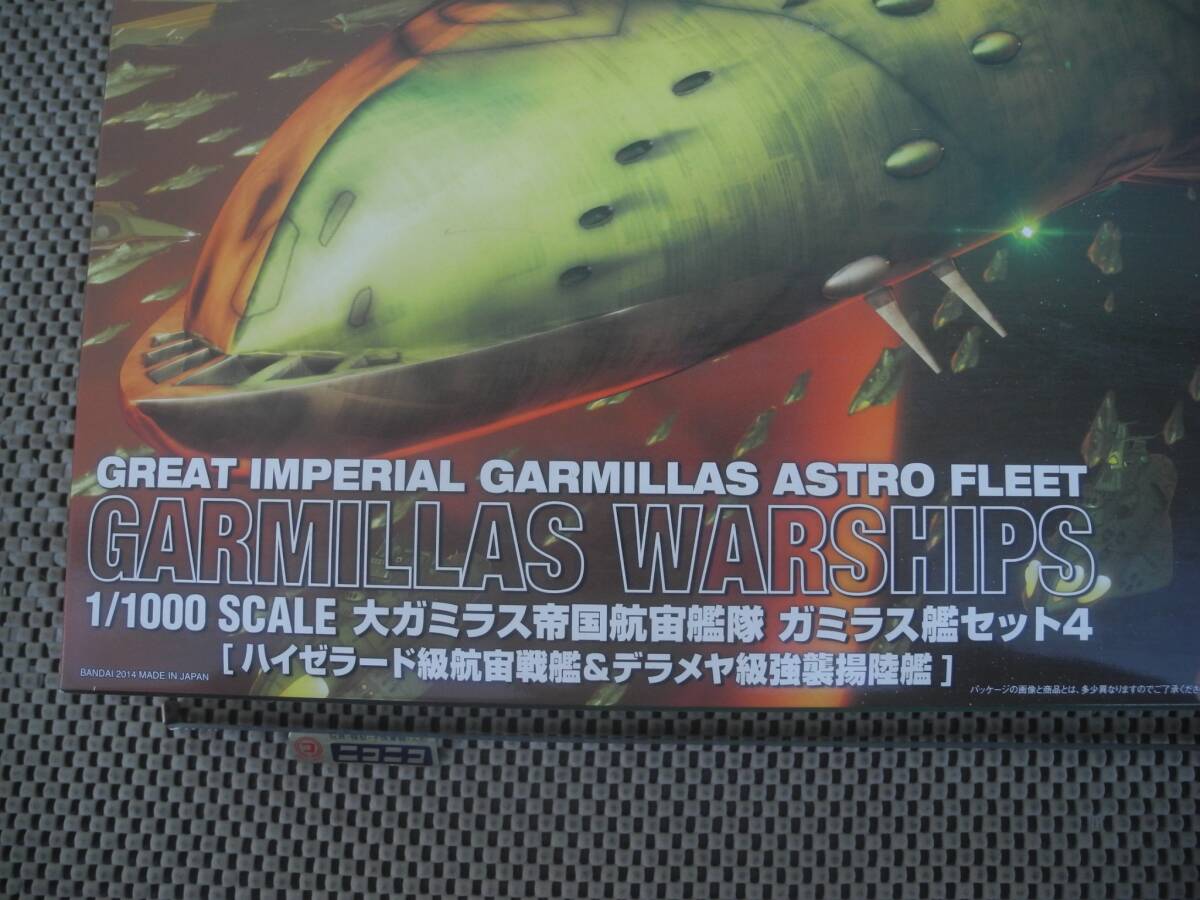 GREAT IMPERIAL GARMILLAS ASTRO FLEET
GARMILLAS WARSHIPS
1/1000 SCALE 大ガミラス帝国航宙艦隊 ガミラス艦セット4
[ハイゼラード級航宙戦艦&デラメヤ級強襲揚陸艦]
BANDAI 2014 MADE IN JAPAN
パッケージの画像と商品とは、多少異なりますのでご了承くださ
ニコニコ